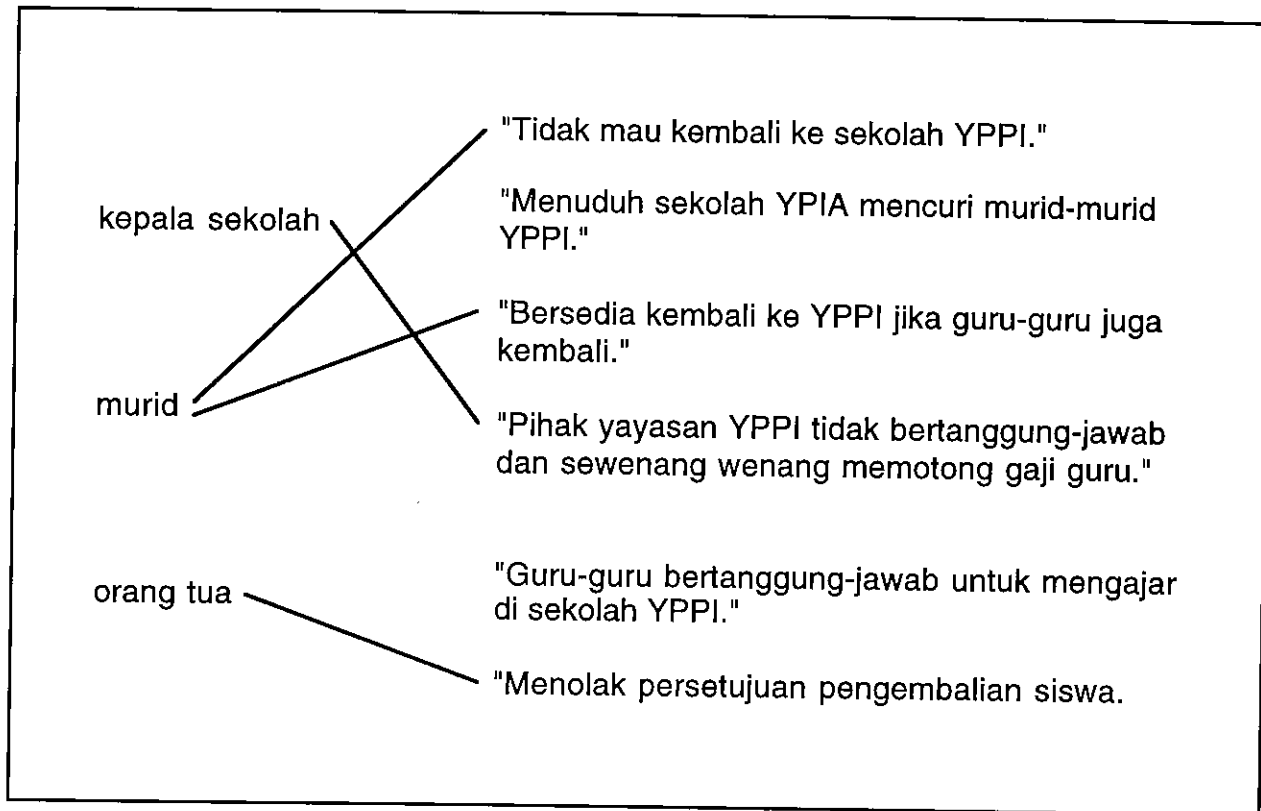 "Tidak mau kembali ke sekolah YPPI."
kepala sekolah
"Menuduh sekolah YPIA mencuri murid-murid
YPPI."
"Bersedia kembali ke YPPI jika guru-guru juga
kembali."
murid
"Pihak yayasan YPPI tidak bertanggung-jawab
dan sewenang wenang memotong gaji guru."
orang tua
"Guru-guru bertanggung-jawab untuk mengajar
di sekolah YPPI."
"Menolak persetujuan pengembalian siswa.